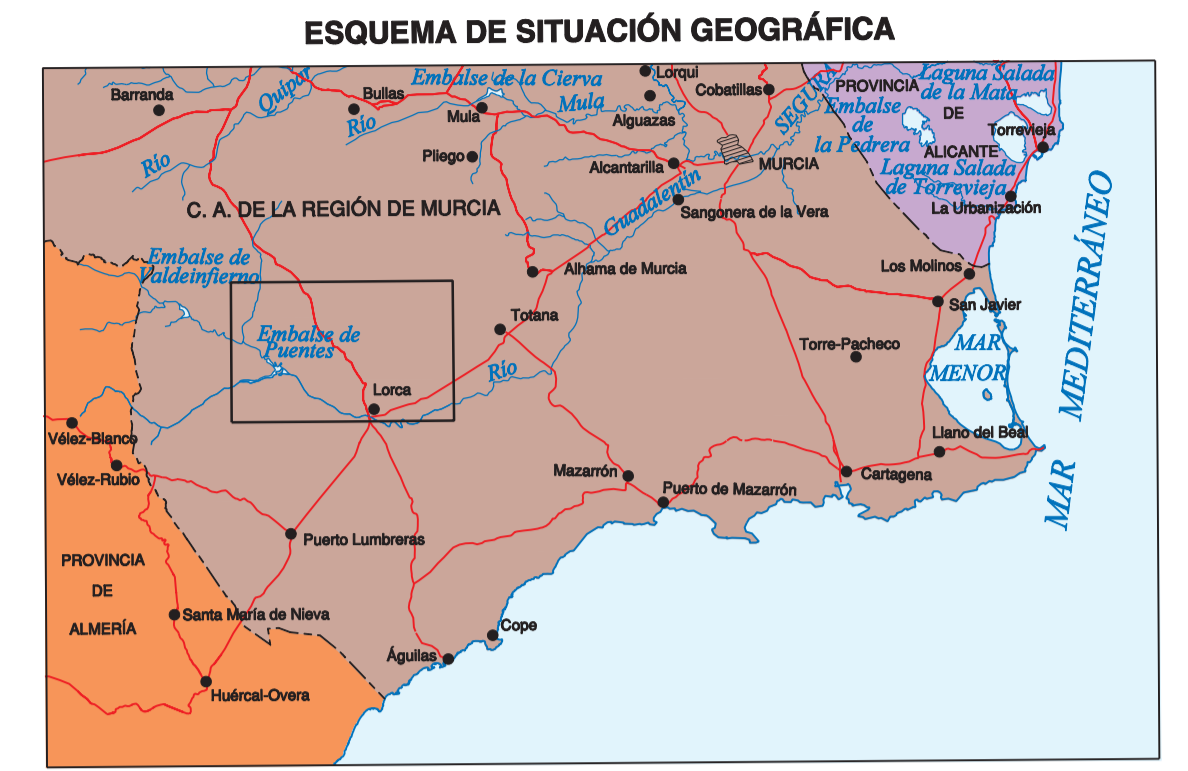 ESQUEMA DE SITUACIÓN GEOGRÁFICA
Barranda
Quipar
Bullas
Embalse de la Cierva
Lorqui
Cobatillas
SEGURA
PROVINCIA
DE
ALICANTE
Laguna Salada
de la Mata
Río
Mula
Mula
Alguazas
Embalse
de
la Pedrera
Torrevieja
Río
Pliego
Alcantarilla
MURCIA
Laguna Salada
de Torrevieja
La Urbanización
C. A. DE LA REGIÓN DE MURCIA
Guadalentín
Sangonera de la Vera
Embalse de
Valdeinfierno
Alhama de Murcia
Los Molinos
San Javier
MAR MEDITERRÁNEO
Totana
Embalse de
Puentes
Torre-Pacheco
MAR
MENOR
Río
Lorca
Vélez-Blanco
Vélez-Rubio
Llano del Beal
Mazarrón
Puerto de Mazarrón
Cartagena
Puerto Lumbreras
PROVINCIA
DE
ALMERÍA
Santa María de Nieva
Cope
Águilas
Huércal-Overa